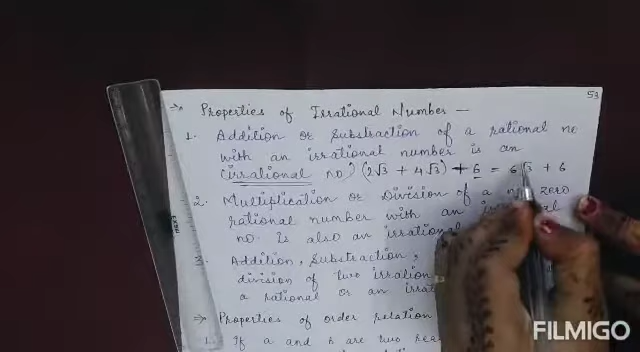 53
=> Properties of Irrational Number —
1. Addition or Substraction of a rational no
with an irrational number is an
(irrational no) (2√3 + 4√3) + 6 = 6√3 + 6
2. Multiplication or Division of a zero
rational number with an
no. is also an irrational
3. Addition, Substraction,
division of two
a rational or an
=> Properties of order relation
1. If a and b are two
FILMIGO